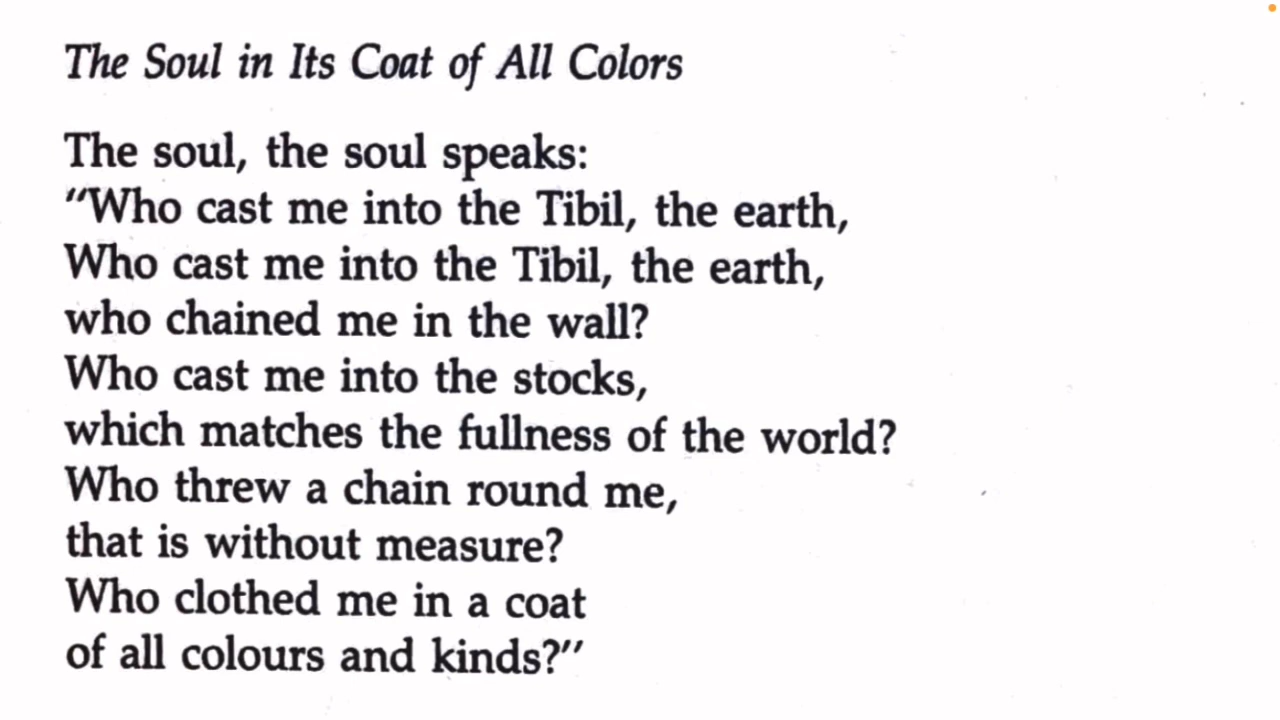 The Soul in Its Coat of All Colors
The soul, the soul speaks:
"Who cast me into the Tibil, the earth,
Who cast me into the Tibil, the earth,
who chained me in the wall?
Who cast me into the stocks,
which matches the fullness of the world?
Who threw a chain round me,
that is without measure?
Who clothed me in a coat
of all colours and kinds?"